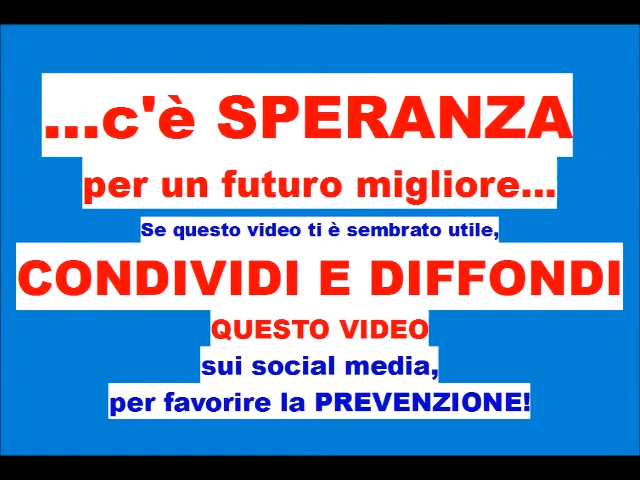 ...c'è SPERANZA
per un futuro migliore...
Se questo video ti è sembrato utile,
CONDIVIDI E DIFFONDI
QUESTO VIDEO
sui social media,
per favorire la PREVENZIONE!